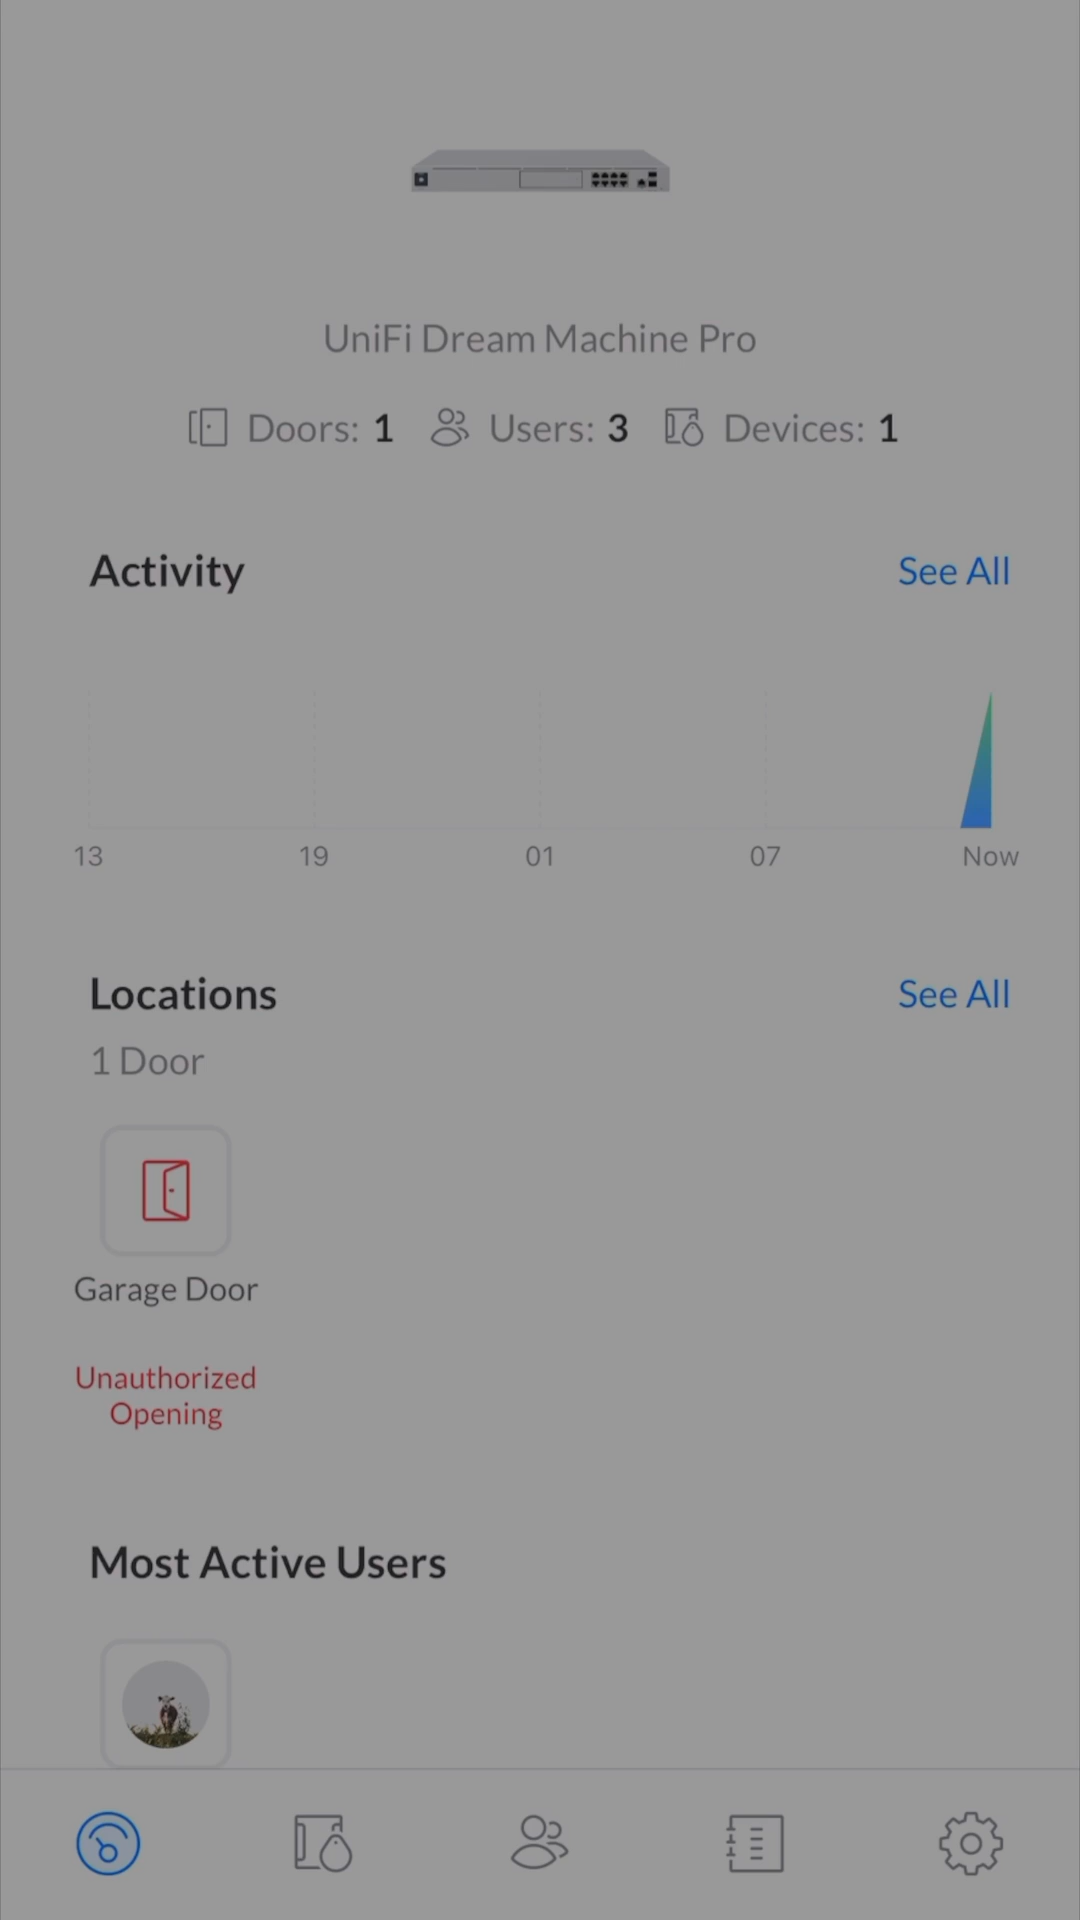 UniFi Dream Machine Pro
Doors: 1 Users: 3 Devices: 1
Activity See All
13 19 01 07 Now
Locations See All
1 Door
Garage Door
Unauthorized
Opening
Most Active Users